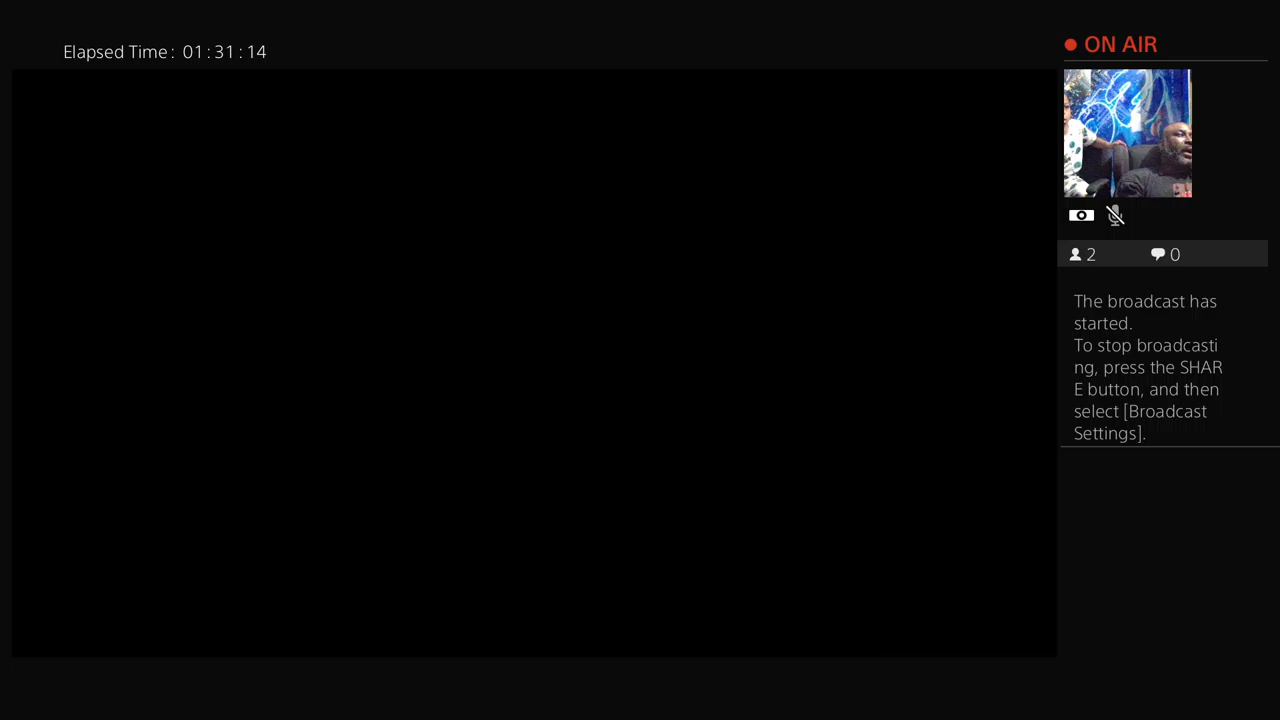 Elapsed Time: 01:31:14
ON AIR
2 0
The broadcast has
started.
To stop broadcasti
ng, press the SHAR
E button, and then
select [Broadcast
Settings].